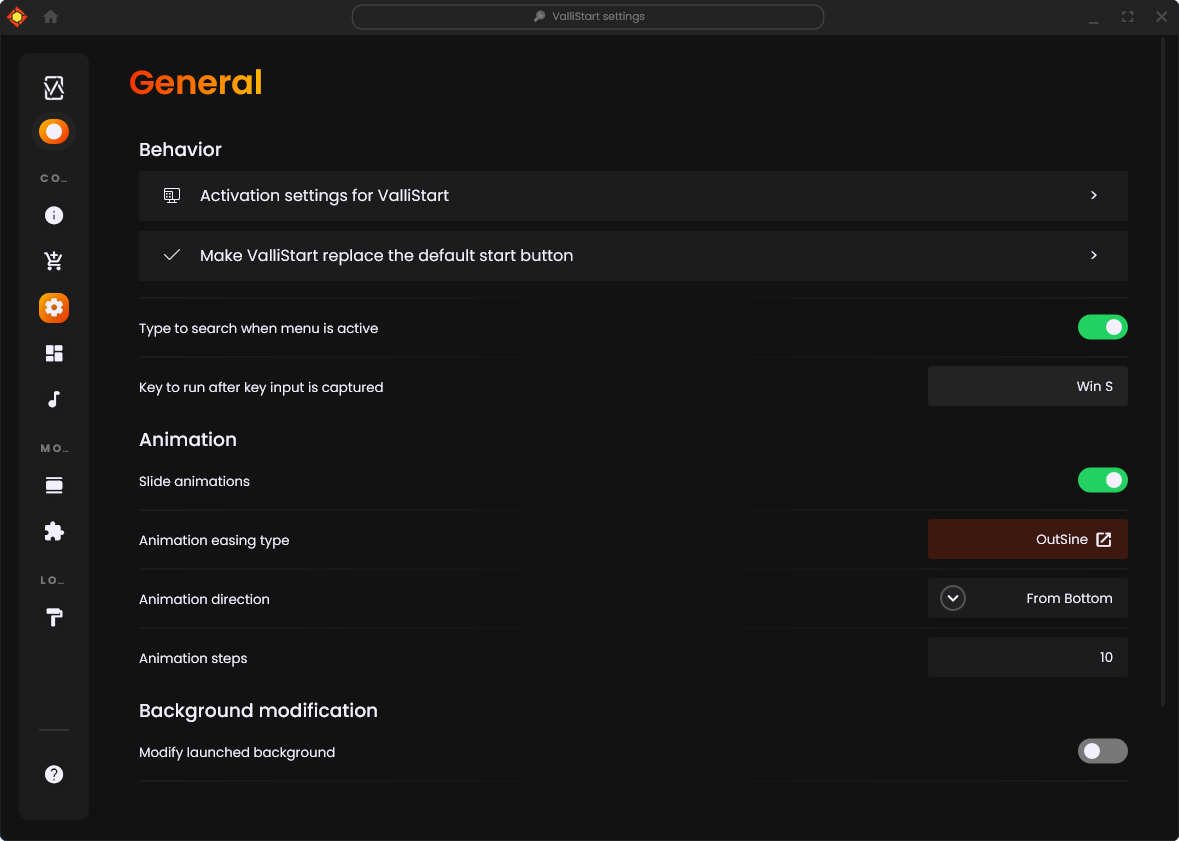 ValliStart settings
General
CO...
MO...
LO...
Behavior
Activation settings for ValliStart
Make ValliStart replace the default start button
Type to search when menu is active
Key to run after key input is captured
Win S
Animation
Slide animations
Animation easing type
OutSine
Animation direction
From Bottom
Animation steps
10
Background modification
Modify launched background